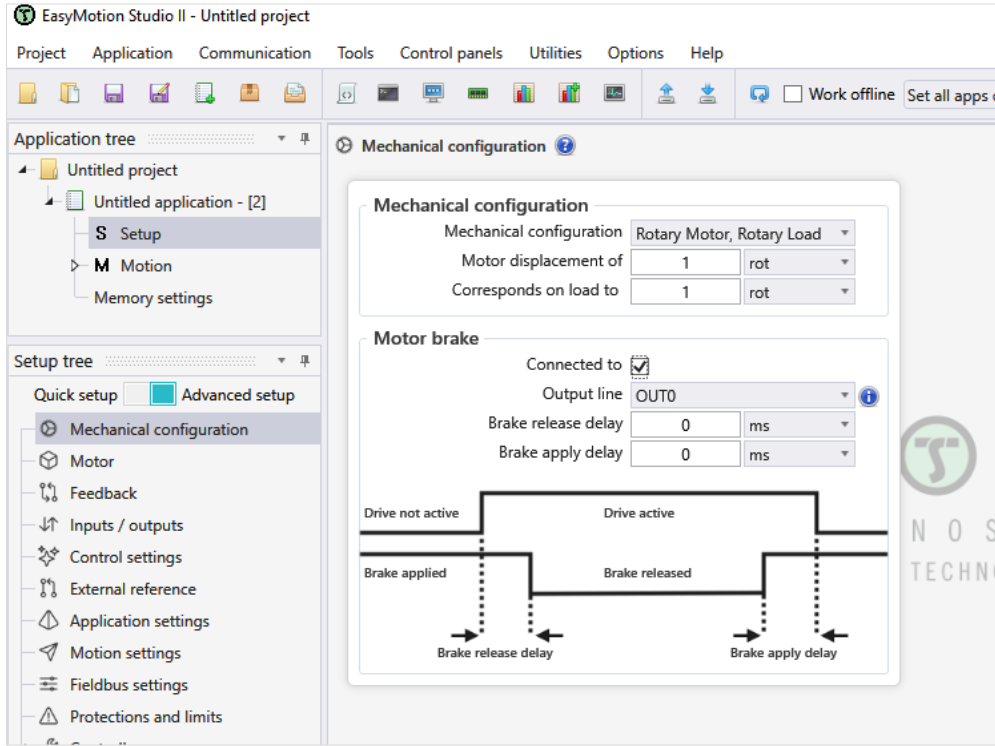 EasyMotion Studio II - Untitled project
Project Application Communication Tools Control panels Utilities Options Help
Work offline Set all apps
Application tree
Untitled project
Untitled application - [2]
S Setup
M Motion
Memory settings
Setup tree
Quick setup Advanced setup
Mechanical configuration
Motor
Feedback
Inputs / outputs
Control settings
External reference
Application settings
Motion settings
Fieldbus settings
Protections and limits
Mechanical configuration
Mechanical configuration
Mechanical configuration Rotary Motor, Rotary Load
Motor displacement of 1 rot
Corresponds on load to 1 rot
Motor brake
Connected to
Output line OUT0
Brake release delay 0 ms
Brake apply delay 0 ms
Drive not active Drive active
Brake applied Brake released
Brake release delay Brake apply delay
N O S
TECHN